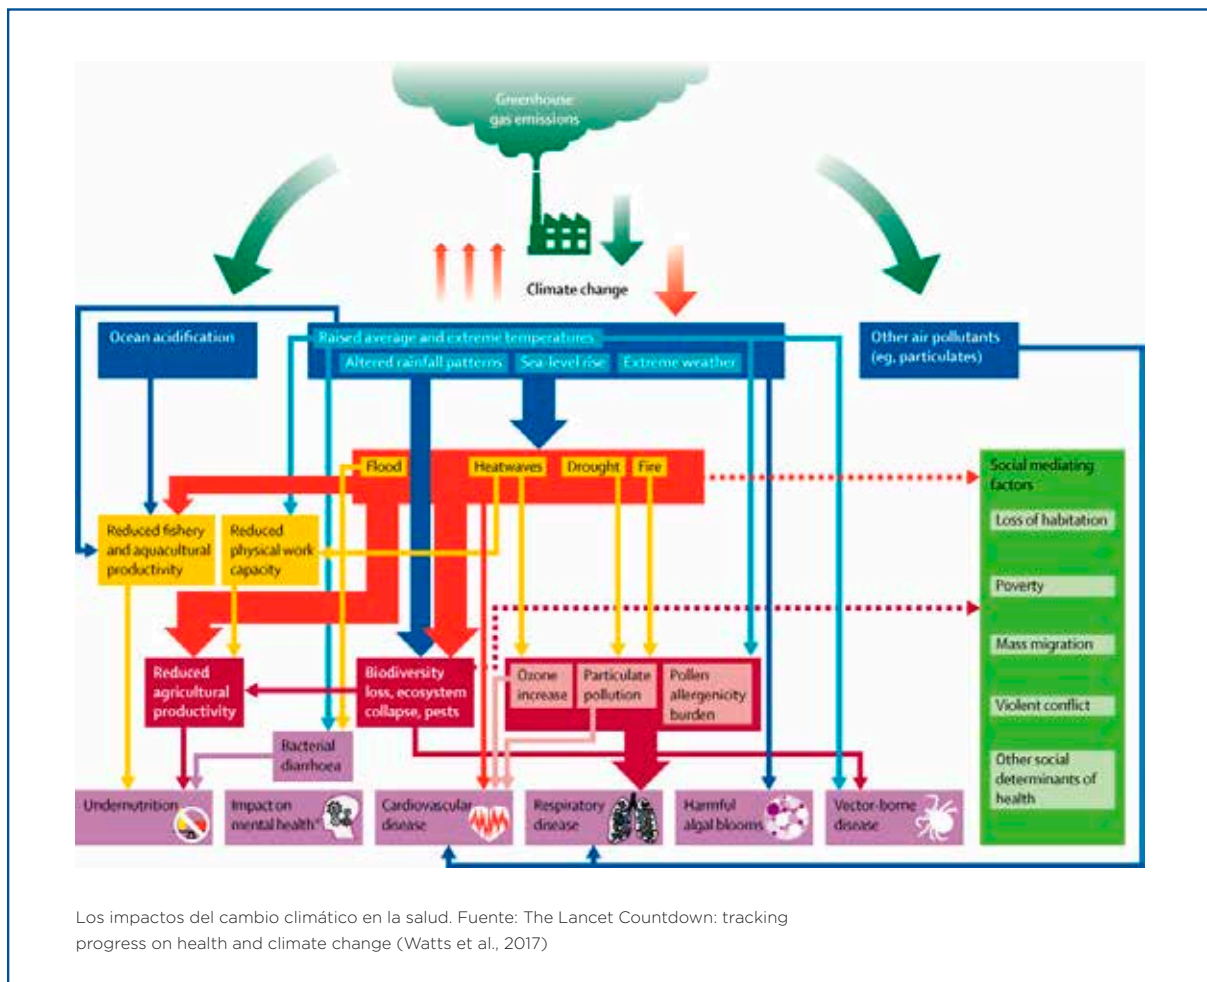 Greenhouse
gas emissions
Climate change
Ocean acidification
Raised average and extreme temperatures
Altered rainfall patterns
Sea-level rise
Extreme weather
Other air pollutants
(eg, particulates)
Flood
Heatwaves
Drought
Fire
Social mediating
factors
Loss of habitation
Poverty
Mass migration
Violent conflict
Other social
determinants of
health
Reduced fishery
and aquacultural
productivity
Reduced
physical work
capacity
Reduced
agricultural
productivity
Biodiversity
loss, ecosystem
collapse, pests
Ozone
increase
Particulate
pollution
Pollen
allergenicity
burden
Bacterial
diarrhoea
Undernutrition
Impact on
mental health*
Cardiovascular
disease
Respiratory
disease
Harmful
algal blooms
Vector-borne
disease
Los impactos del cambio climático en la salud. Fuente: The Lancet Countdown: tracking
progress on health and climate change (Watts et al., 2017)